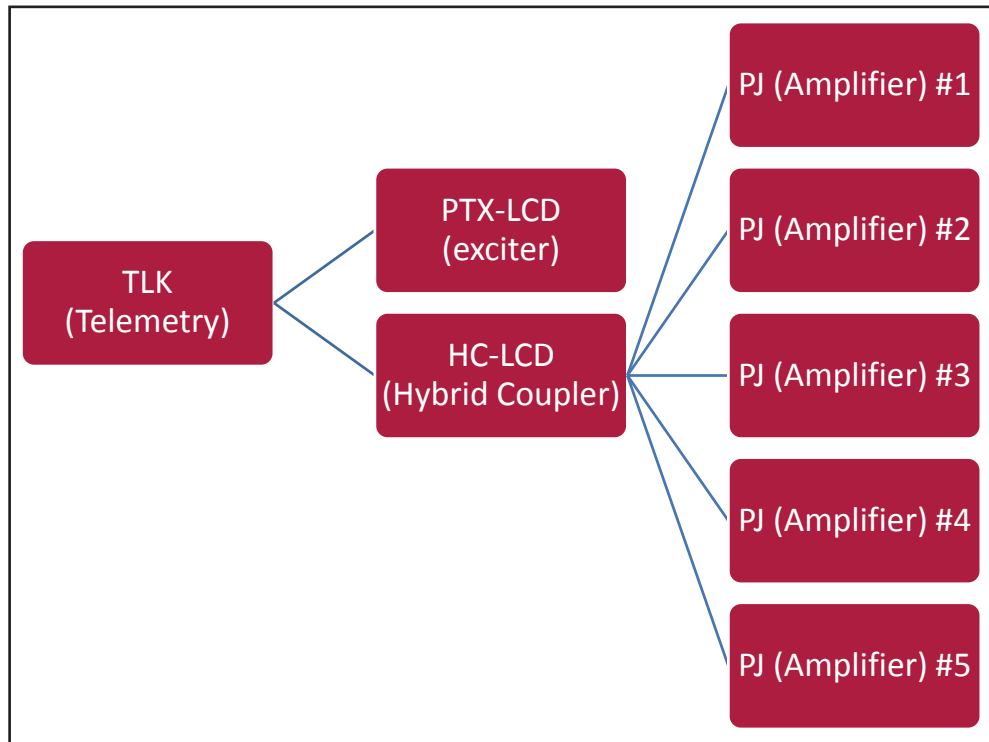 TLK
(Telemetry)
PTX-LCD
(exciter)
HC-LCD
(Hybrid Coupler)
PJ (Amplifier) #1
PJ (Amplifier) #2
PJ (Amplifier) #3
PJ (Amplifier) #4
PJ (Amplifier) #5